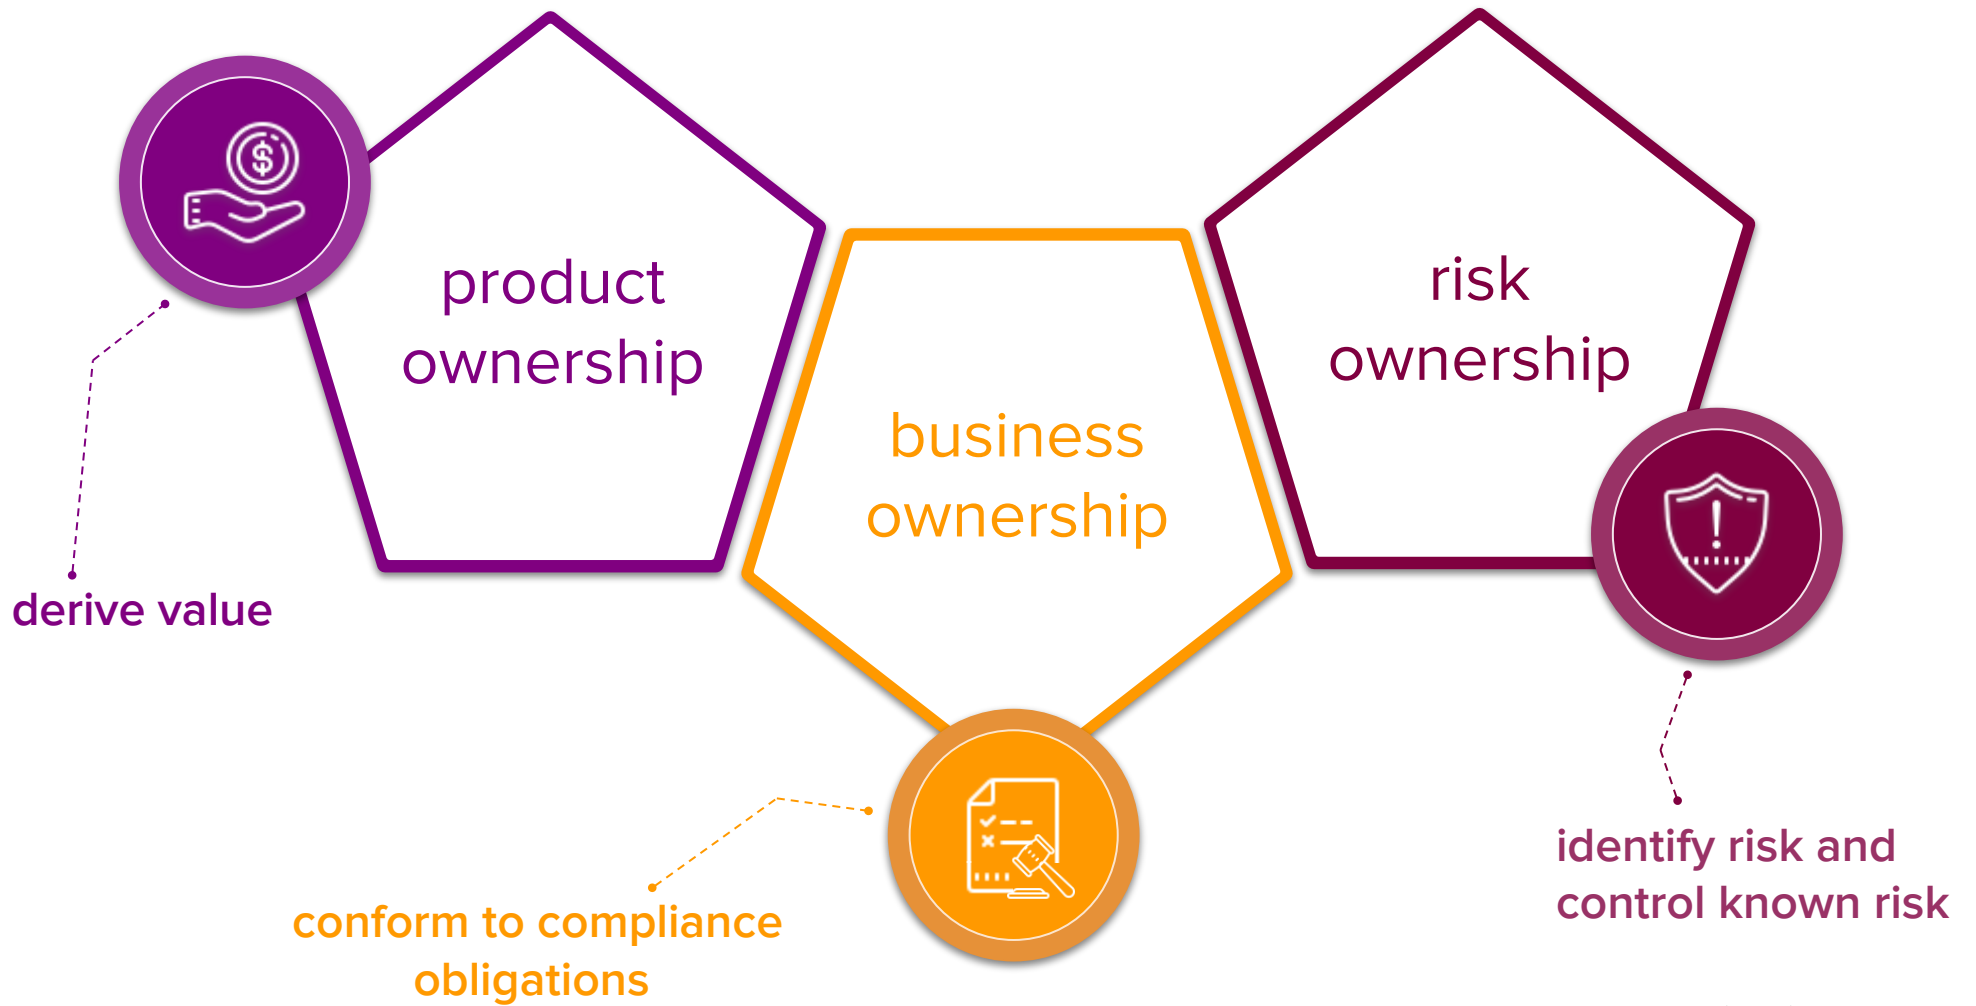 product
ownership
business
ownership
risk
ownership
derive value
conform to compliance
obligations
identify risk and
control known risk